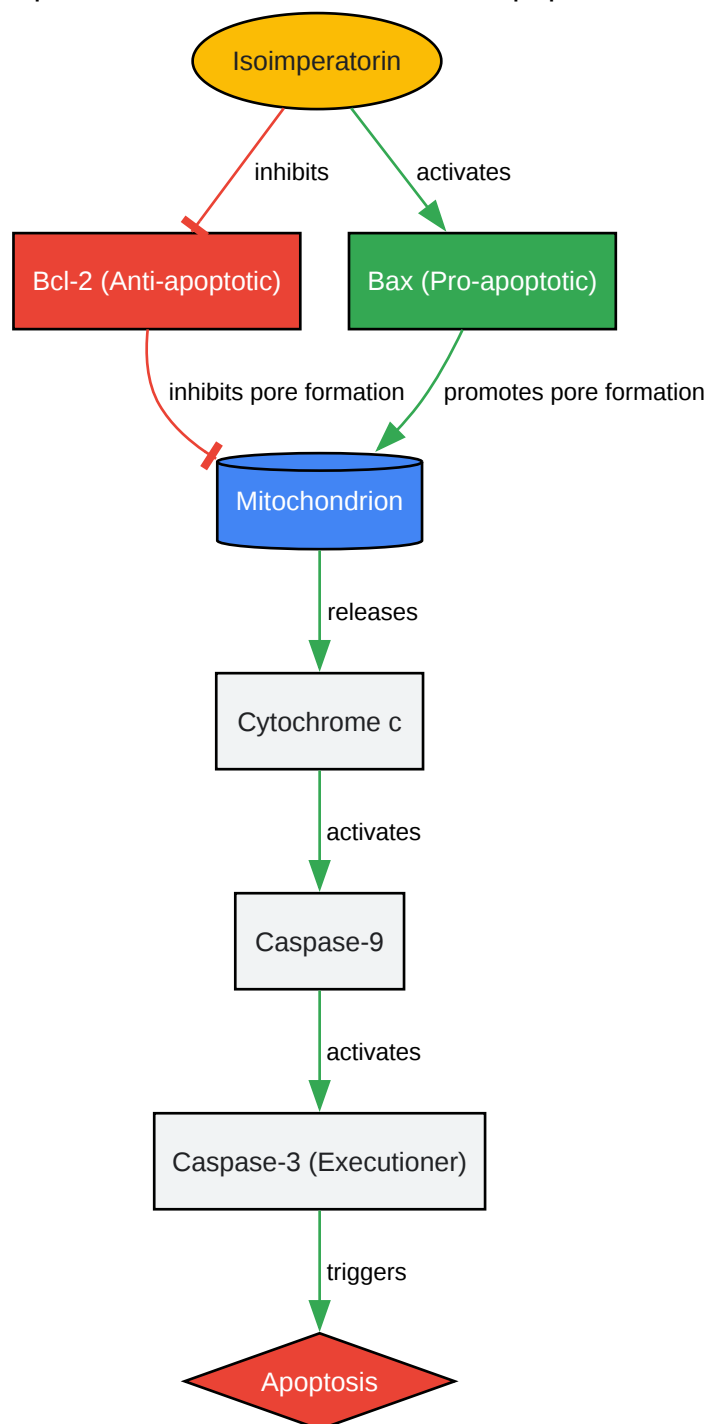 Isoimperatorin
inhibits
activates
Bcl-2 (Anti-apoptotic)
Bax (Pro-apoptotic)
inhibits pore formation
promotes pore formation
Mitochondrion
releases
Cytochrome c
activates
Caspase-9
activates
Caspase-3 (Executioner)
triggers
Apoptosis